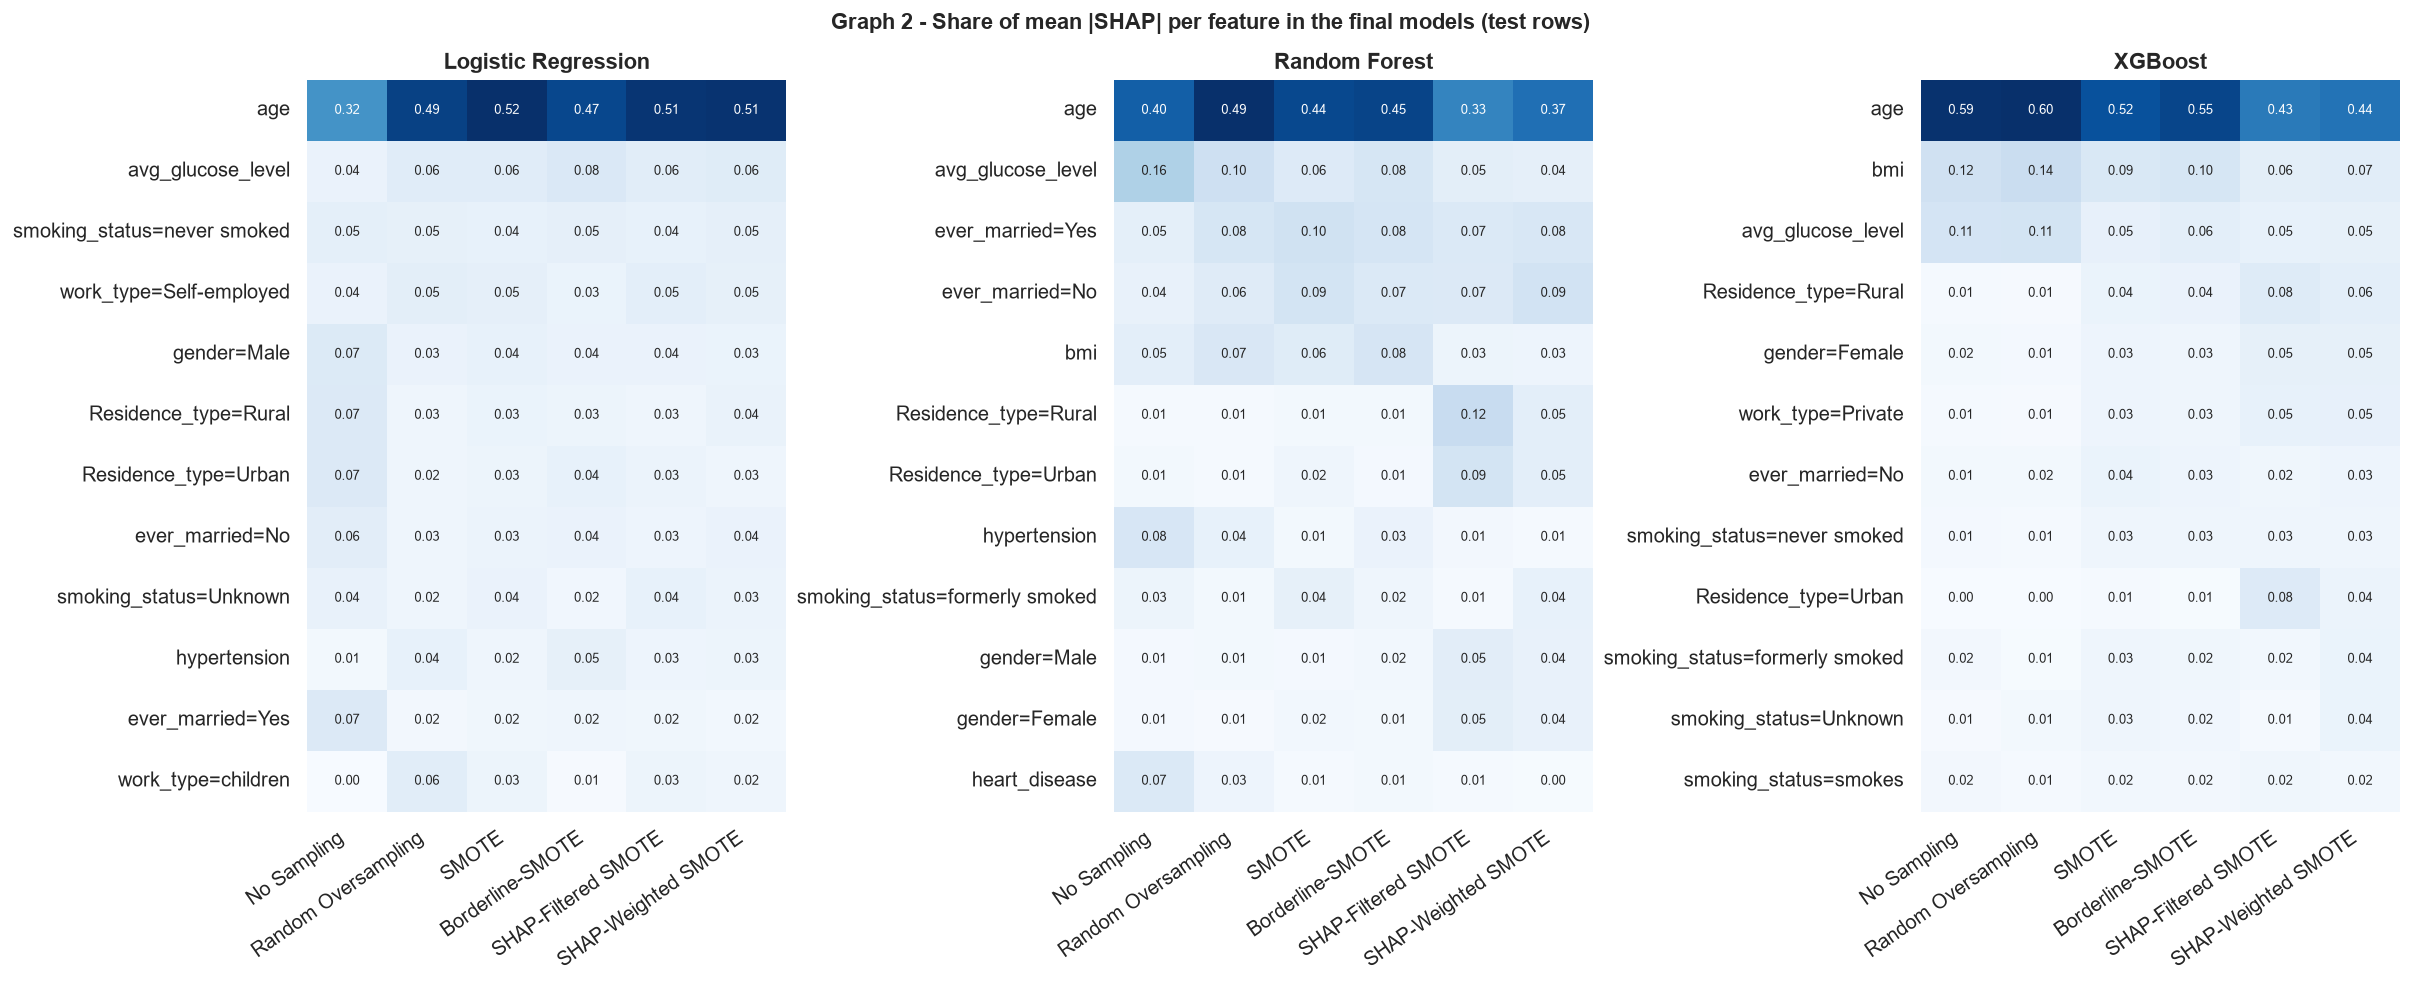 Graph 2 - Share of mean |SHAP| per feature in the final models (test rows)
Logistic Regression
age 0.32 0.49 0.52 0.47 0.51 0.51
avg_glucose_level 0.04 0.06 0.06 0.08 0.06 0.06
smoking_status=never smoked 0.05 0.05 0.04 0.05 0.04 0.05
work_type=Self-employed 0.04 0.05 0.05 0.03 0.05 0.05
gender=Male 0.07 0.03 0.04 0.04 0.04 0.03
Residence_type=Rural 0.07 0.03 0.03 0.03 0.03 0.04
Residence_type=Urban 0.07 0.02 0.03 0.04 0.03 0.03
ever_married=No 0.06 0.03 0.03 0.04 0.03 0.04
smoking_status=Unknown 0.04 0.02 0.04 0.02 0.04 0.03
hypertension 0.01 0.04 0.02 0.05 0.03 0.03
ever_married=Yes 0.07 0.02 0.02 0.02 0.02 0.02
work_type=children 0.00 0.06 0.03 0.01 0.03 0.02
No Sampling
Random Oversampling
SMOTE
Borderline-SMOTE
SHAP-Filtered SMOTE
SHAP-Weighted SMOTE
Random Forest
age 0.40 0.49 0.44 0.45 0.33 0.37
avg_glucose_level 0.16 0.10 0.06 0.08 0.05 0.04
ever_married=Yes 0.05 0.08 0.10 0.08 0.07 0.08
ever_married=No 0.04 0.06 0.09 0.07 0.07 0.09
bmi 0.05 0.07 0.06 0.08 0.03 0.03
Residence_type=Rural 0.01 0.01 0.01 0.01 0.12 0.05
Residence_type=Urban 0.01 0.01 0.02 0.01 0.09 0.05
hypertension 0.08 0.04 0.01 0.03 0.01 0.01
smoking_status=formerly smoked 0.03 0.01 0.04 0.02 0.01 0.04
gender=Male 0.01 0.01 0.01 0.02 0.05 0.04
gender=Female 0.01 0.01 0.02 0.01 0.05 0.04
heart_disease 0.07 0.03 0.01 0.01 0.01 0.00
No Sampling
Random Oversampling
SMOTE
Borderline-SMOTE
SHAP-Filtered SMOTE
SHAP-Weighted SMOTE
XGBoost
age 0.59 0.60 0.52 0.55 0.43 0.44
bmi 0.12 0.14 0.09 0.10 0.06 0.07
avg_glucose_level 0.11 0.11 0.05 0.06 0.05 0.05
Residence_type=Rural 0.01 0.01 0.04 0.04 0.08 0.06
gender=Female 0.02 0.01 0.03 0.03 0.05 0.05
work_type=Private 0.01 0.01 0.03 0.03 0.05 0.05
ever_married=No 0.01 0.02 0.04 0.03 0.02 0.03
smoking_status=never smoked 0.01 0.01 0.03 0.03 0.03 0.03
Residence_type=Urban 0.00 0.00 0.01 0.01 0.08 0.04
smoking_status=formerly smoked 0.02 0.01 0.03 0.02 0.02 0.04
smoking_status=Unknown 0.01 0.01 0.03 0.02 0.01 0.04
smoking_status=smokes 0.02 0.01 0.02 0.02 0.02 0.02
No Sampling
Random Oversampling
SMOTE
Borderline-SMOTE
SHAP-Filtered SMOTE
SHAP-Weighted SMOTE